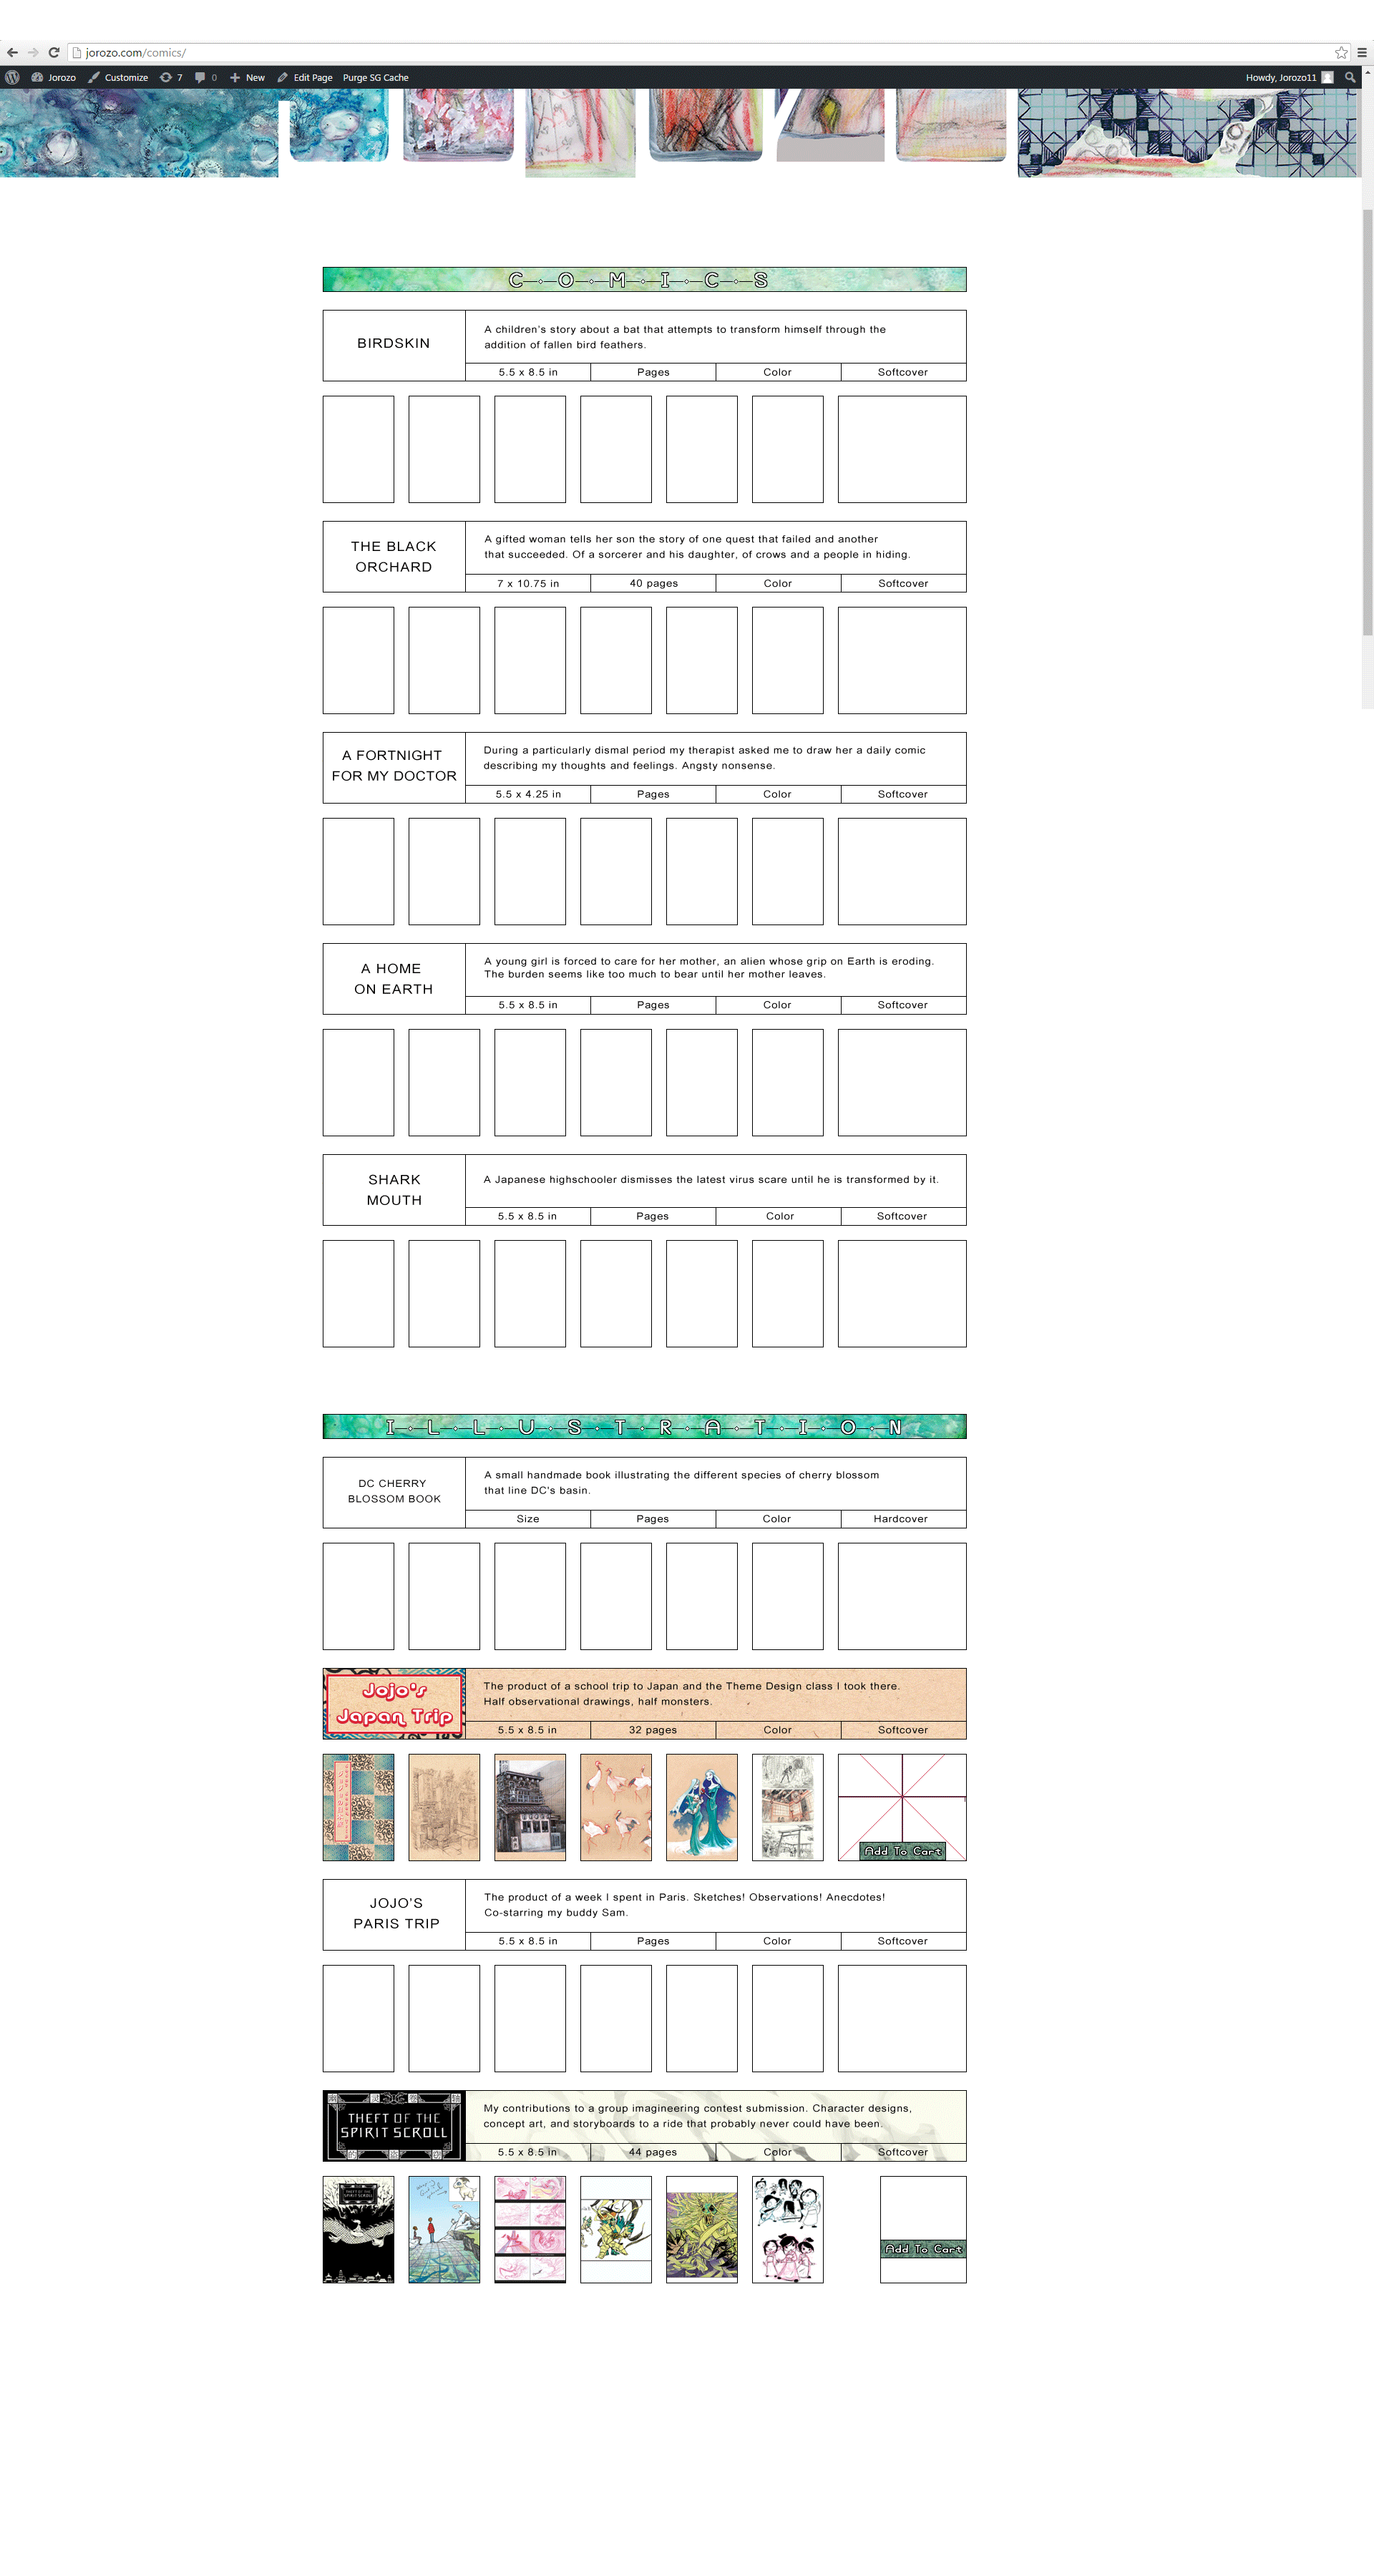 jorozo.com/comics/
Jorozo Customize 7 0 New Edit Page Purge SG Cache Howdy, Jorozo11
COMICS
BIRDSKIN
A children's story about a bat that attempts to transform himself through the
addition of fallen bird feathers.
5.5 x 8.5 in Pages Color Softcover
THE BLACK
ORCHARD
A gifted woman tells her son the story of one quest that failed and another
that succeeded. Of a sorcerer and his daughter, of crows and a people in hiding.
7 x 10.75 in 40 pages Color Softcover
A FORTNIGHT
FOR MY DOCTOR
During a particularly dismal period my therapist asked me to draw her a daily comic
describing my thoughts and feelings. Angsty nonsense.
5.5 x 4.25 in Pages Color Softcover
A HOME
ON EARTH
A young girl is forced to care for her mother, an alien whose grip on Earth is eroding.
The burden seems like too much to bear until her mother leaves.
5.5 x 8.5 in Pages Color Softcover
SHARK
MOUTH
A Japanese highschooler dismisses the latest virus scare until he is transformed by it.
5.5 x 8.5 in Pages Color Softcover
ILLUSTRATION
DC CHERRY
BLOSSOM BOOK
A small handmade book illustrating the different species of cherry blossom
that line DC's basin.
Size Pages Color Hardcover
Jojo's
Japan Trip
The product of a school trip to Japan and the Theme Design class I took there.
Half observational drawings, half monsters.
5.5 x 8.5 in 32 pages Color Softcover
Add To Cart
JOJO'S
PARIS TRIP
The product of a week I spent in Paris. Sketches! Observations! Anecdotes!
Co-starring my buddy Sam.
5.5 x 8.5 in Pages Color Softcover
THEFT OF THE
SPIRIT SCROLL
My contributions to a group imagineering contest submission. Character designs,
concept art, and storyboards to a ride that probably never could have been.
5.5 x 8.5 in 44 pages Color Softcover
THEFT OF THE
SPIRIT SCROLL
Add To Cart